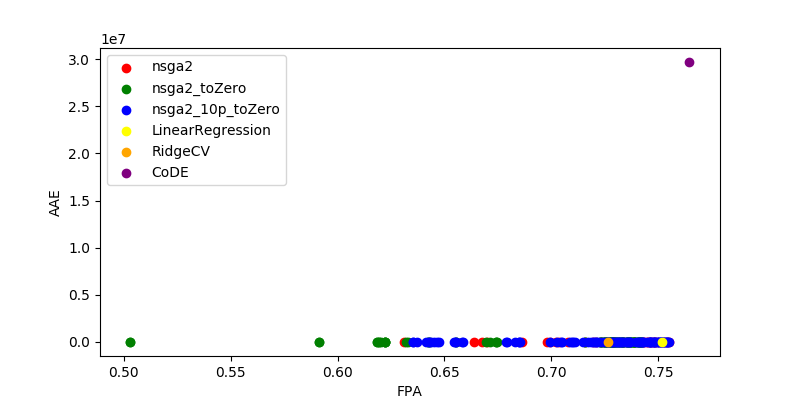 1e7
3.0
2.5
2.0
1.5
1.0
0.5
0.0
AAE
nsga2
nsga2_toZero
nsga2_10p_toZero
LinearRegression
RidgeCV
CoDE
0.50 0.55 0.60 0.65 0.70 0.75
FPA